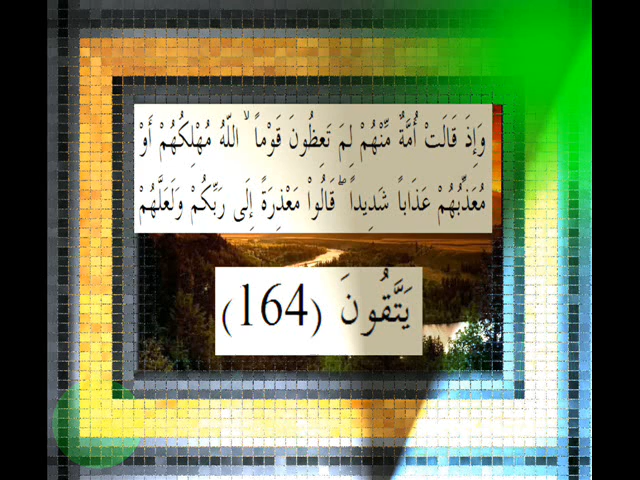 وَإِذَ قَالَتْ أُمَّةٌ مِّنْهُمْ لِمَ تَعِظُونَ قَوْماً ۙ اللّهُ مُهْلِكُهُمْ أَوْ
مُعَذِّبُهُمْ عَذَاباً شَدِيداً ۖ قَالُواْ مَعْذِرَةً إِلَى رَبِّكُمْ وَلَعَلَّهُمْ
يَتَّقُونَ (164)